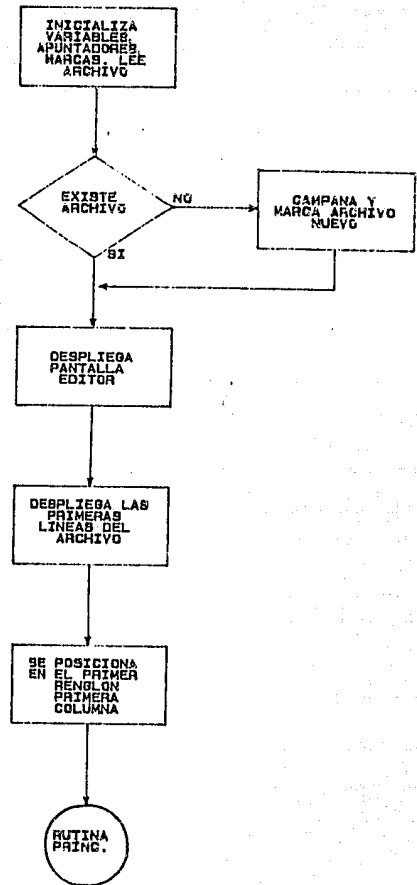 INICIALIZA
VARIABLES,
APUNTADORES,
MARCAS. LEE
ARCHIVO
EXISTE
ARCHIVO
NO
CAMPANA Y
MARCA ARCHIVO
NUEVO
SI
DESPLIEGA
PANTALLA
EDITOR
DESPLIEGA LAS
PRIMERAS
LINEAS DEL
ARCHIVO
SE POSICIONA
EN EL PRIMER
RENGLON
PRIMERA
COLUMNA
RUTINA
PRINC.